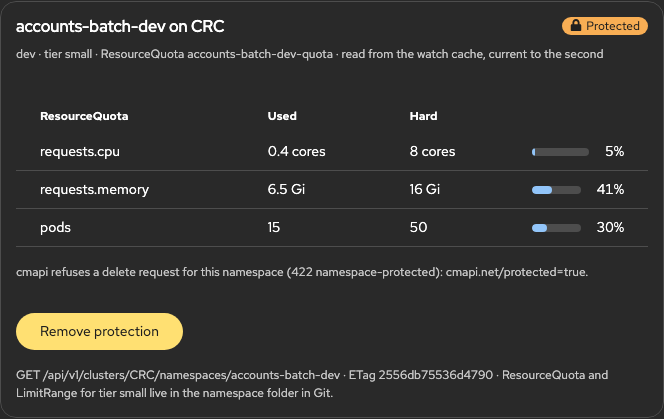 accounts-batch-dev on CRC
Protected
dev · tier small · ResourceQuota accounts-batch-dev-quota · read from the watch cache, current to the second
ResourceQuota Used Hard
requests.cpu 0.4 cores 8 cores 5%
requests.memory 6.5 Gi 16 Gi 41%
pods 15 50 30%
cmapi refuses a delete request for this namespace (422 namespace-protected): cmapi.net/protected=true.
Remove protection
GET /api/v1/clusters/CRC/namespaces/accounts-batch-dev · ETag 2556db75536d4790 · ResourceQuota and
LimitRange for tier small live in the namespace folder in Git.